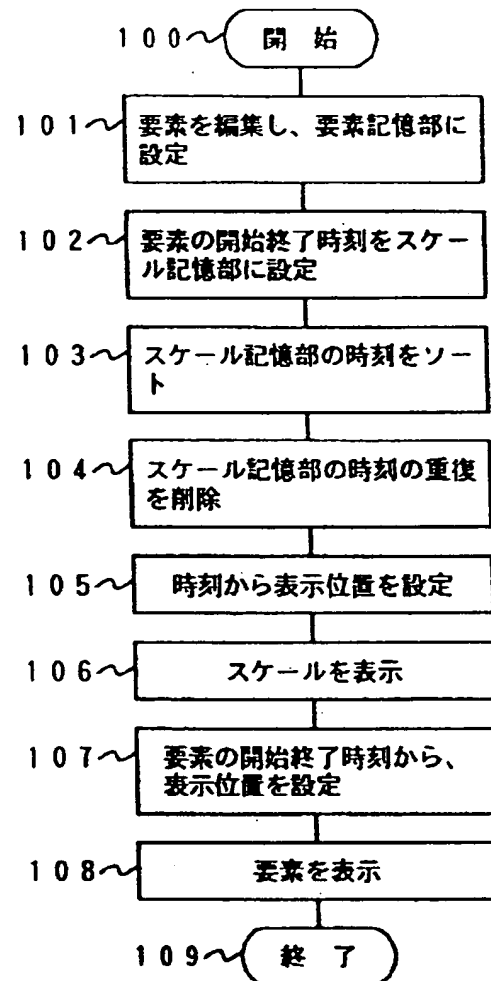 100 開 始
101 要素を編集し、要素記憶部に
設定
102 要素の開始終了時刻をスケー
ル記憶部に設定
103 スケール記憶部の時刻をソー
ト
104 スケール記憶部の時刻の重複
を削除
105 時刻から表示位置を設定
106 スケールを表示
107 要素の開始終了時刻から、
表示位置を設定
108 要素を表示
109 終 了